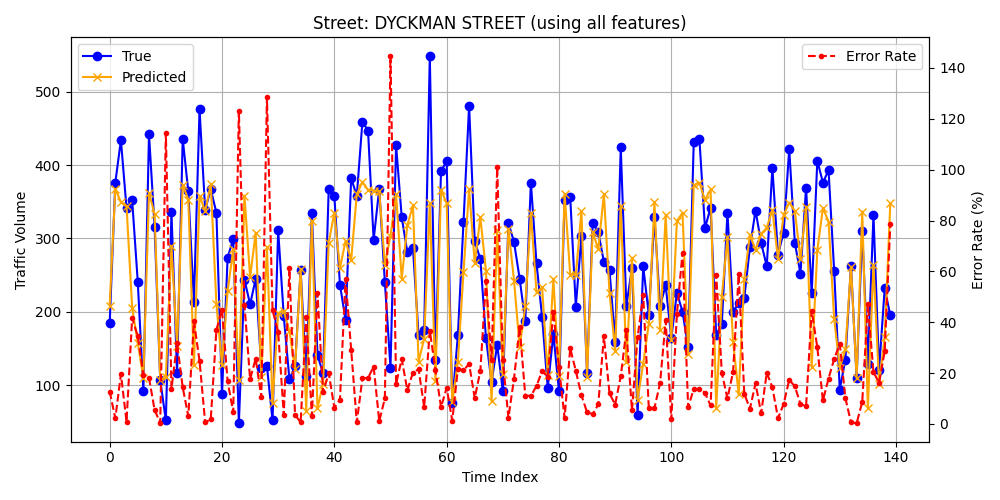 Street: DYCKMAN STREET (using all features)
True
Predicted
Error Rate
Traffic Volume
500
400
300
200
100
140
120
100
80
60
40
20
0
Error Rate (%)
0 20 40 60 80 100 120 140
Time Index